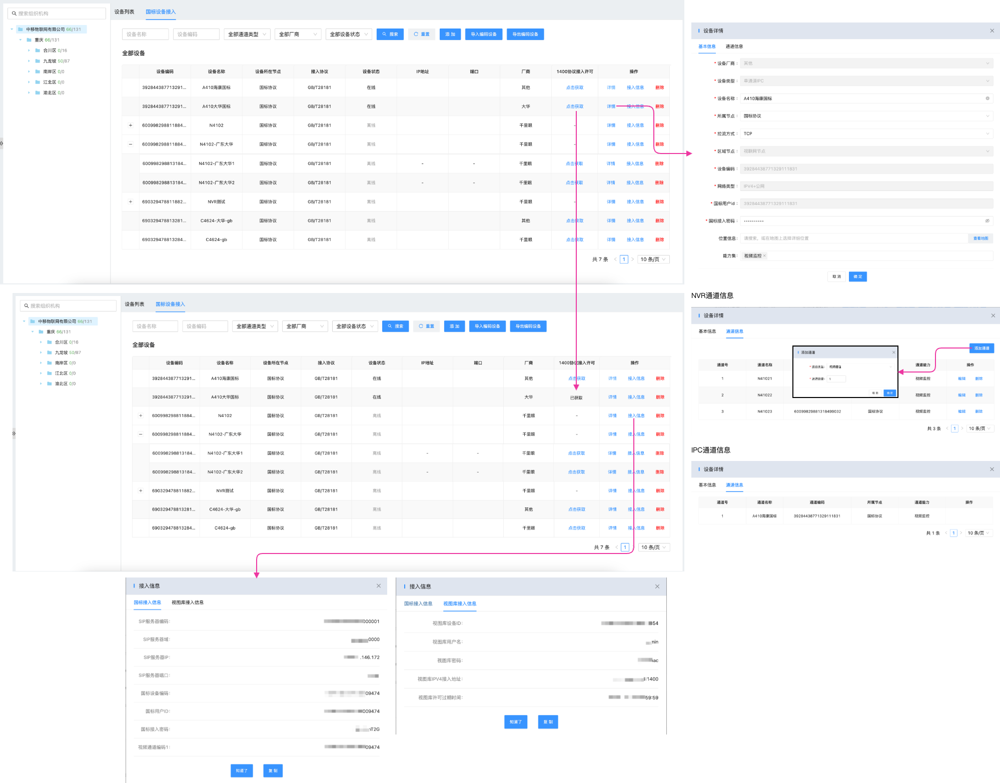 搜索组织机构
中移物联网有限公司 66/131
重庆 66/131
合川区 0/16
九龙坡 50/87
南岸区 0/0
江北区 0/0
渝北区 0/0
设备列表 国标设备接入
设备名称 设备编码 全部通道类型 全部厂商 全部设备状态 搜索 重置 添加 导入编码设备 导出编码设备
全部设备
设备编码 设备名称 设备所在节点 接入协议 设备状态 IP地址 端口 厂商 1400协议接入许可 操作
392844387713291... A410海康国标 国标协议 GB/T28181 在线 其他 点击获取 详情 接入信息 删除
392844387713291... A410大华国标 国标协议 GB/T28181 在线 大华 点击获取 详情 接入信息 删除
600998298811884... N4102 国标协议 GB/T28181 离线 千里眼 - 详情 接入信息 删除
600998298811884... N4102-广东大华 国标协议 GB/T28181 离线 千里眼 - 详情 接入信息 删除
600998298813184... N4102-广东大华1 国标协议 GB/T28181 离线 - - 千里眼 点击获取 详情 接入信息 删除
600998298813184... N4102-广东大华2 国标协议 GB/T28181 离线 - - 千里眼 点击获取 详情 接入信息 删除
690329478811882... NVR测试 国标协议 GB/T28181 离线 千里眼 - 详情 接入信息 删除
690329478813281... C4624-大华-gb 国标协议 GB/T28181 离线 其他 点击获取 详情 接入信息 删除
690329478813284... C4624-gb 国标协议 GB/T28181 离线 千里眼 点击获取 详情 接入信息 删除
共 7 条 < 1 > 10 条/页
设备详情
基本信息 通道信息
* 设备厂商： 其他
* 设备类型： 单通道IPC
* 设备名称： A410海康国标
* 所属节点： 国标协议
* 拉流方式： TCP
* 区域节点： 视联网节点
* 设备编码： 39284438771329111831
* 网络类型： IPV4+公网
* 国标用户id： 39284438771329111831
* 国标接入密码： ••••••••••
位置信息： 请搜索，或在地图上选择详细位置 查看地图
能力集： 视频监控 ×
取 消 确 定
搜索组织机构
中移物联网有限公司 66/131
重庆 66/131
合川区 0/16
九龙坡 50/87
南岸区 0/0
江北区 0/0
渝北区 0/0
设备列表 国标设备接入
设备名称 设备编码 全部通道类型 全部厂商 全部设备状态 搜索 重置 添加 导入编码设备 导出编码设备
全部设备
设备编码 设备名称 设备所在节点 接入协议 设备状态 IP地址 端口 厂商 1400协议接入许可 操作
392844387713291... A410海康国标 国标协议 GB/T28181 在线 其他 点击获取 详情 接入信息 删除
392844387713291... A410大华国标 国标协议 GB/T28181 在线 大华 已获取 详情 接入信息 删除
600998298811884... N4102 国标协议 GB/T28181 离线 千里眼 - 详情 接入信息 删除
600998298811884... N4102-广东大华 国标协议 GB/T28181 离线 千里眼 - 详情 接入信息 删除
600998298813184... N4102-广东大华1 国标协议 GB/T28181 离线 - - 千里眼 点击获取 详情 接入信息 删除
600998298813184... N4102-广东大华2 国标协议 GB/T28181 离线 - - 千里眼 点击获取 详情 接入信息 删除
690329478811882... NVR测试 国标协议 GB/T28181 离线 千里眼 - 详情 接入信息 删除
690329478813281... C4624-大华-gb 国标协议 GB/T28181 离线 其他 点击获取 详情 接入信息 删除
690329478813284... C4624-gb 国标协议 GB/T28181 离线 千里眼 点击获取 详情 接入信息 删除
共 7 条 < 1 10 条/页
NVR通道信息
设备详情
基本信息 通道信息
添加通道
通道号 通道名称 通道能力 操作
1 N41021 视频监控 编辑 删除
2 N41022 视频监控 编辑 删除
3 N41023 60099829881318499032 国标协议 视频监控 编辑 删除
添加通道
* 通道类型： 视频通道
* 通道数量： 1
取 消 确 定
共 3 条 < 1 > 10 条/页
IPC通道信息
设备详情
基本信息 通道信息
通道号 通道名称 通道编码 所属节点 通道能力 操作
1 A410海康国标 39284438771329111831 国标协议 视频监控
共 1 条 < 1 > 10 条/页
接入信息
国标接入信息 视图库接入信息
SIP服务器编码： 000001
SIP服务器域： 0000
SIP服务器IP： .146.172
SIP服务器端口：
国标设备编码： 09474
国标用户ID： 009474
国标接入密码： T2G
视频通道编码1： 09474
知道了 复 制
接入信息
国标接入信息 视图库接入信息
视图库设备ID： 854
视图库用户名： min
视图库密码： ac
视图库IPV4接入地址： :1400
视图库许可过期时间： 59:59
知道了 复 制